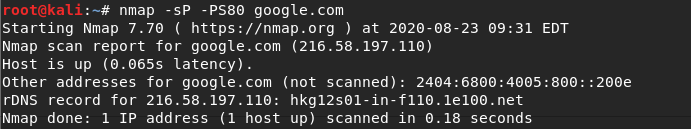 root@kali:~# nmap -sP -PS80 google.com
Starting Nmap 7.70 ( https://nmap.org ) at 2020-08-23 09:31 EDT
Nmap scan report for google.com (216.58.197.110)
Host is up (0.065s latency).
Other addresses for google.com (not scanned): 2404:6800:4005:800::200e
rDNS record for 216.58.197.110: hkg12s01-in-f110.1e100.net
Nmap done: 1 IP address (1 host up) scanned in 0.18 seconds